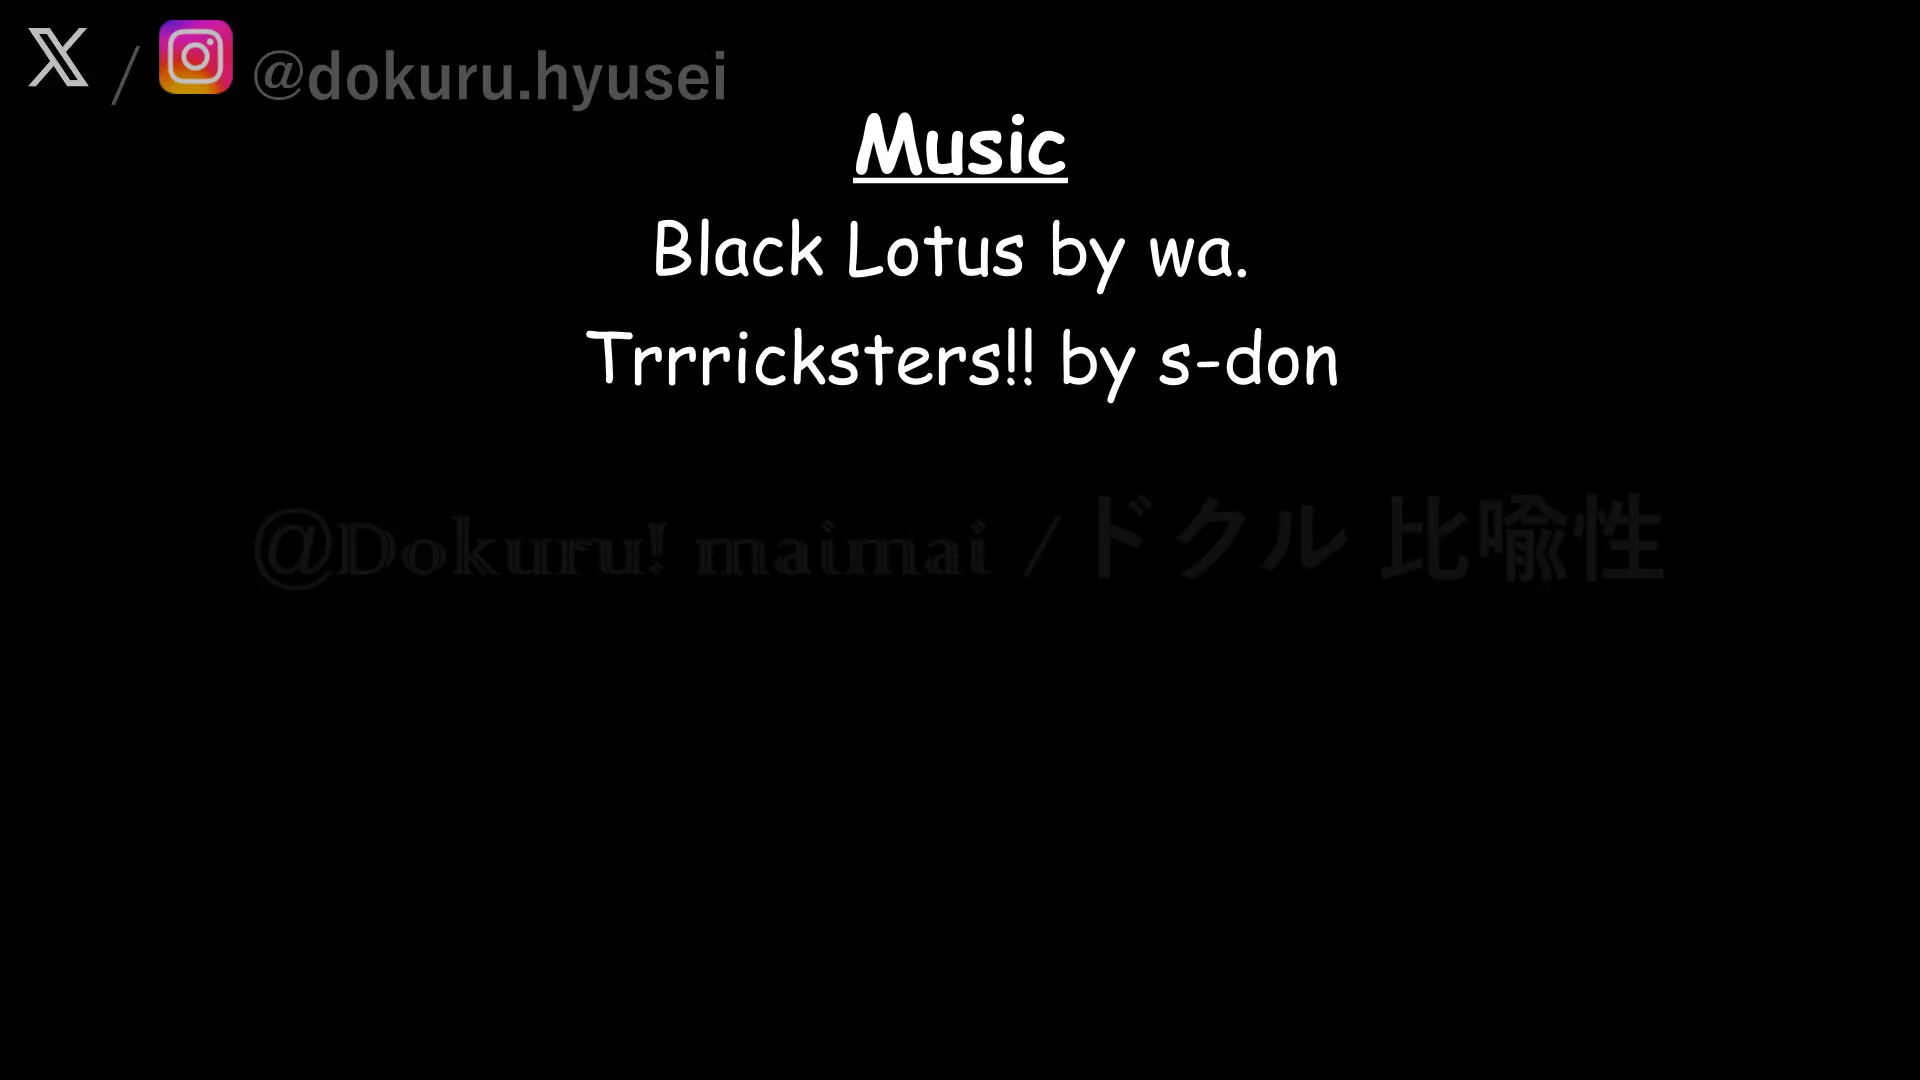 X / @dokuru.hyusei
Music
Black Lotus by wa.
Trrricksters!! by s-don
@Dokuru! maimai / ドクル 比喩性